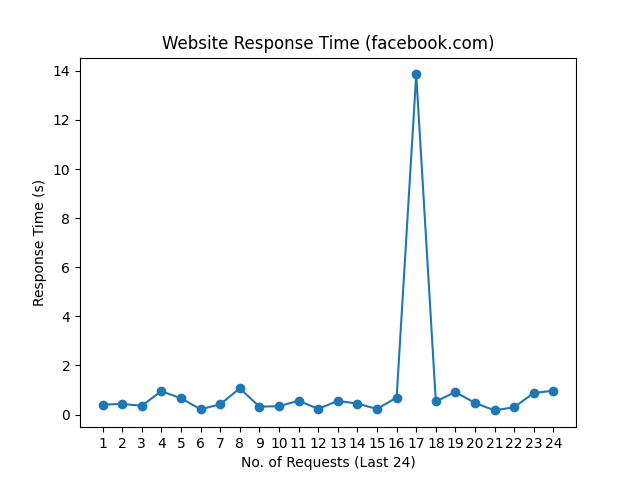 Website Response Time (facebook.com)
14
12
10
8
6
4
2
0
Response Time (s)
1 2 3 4 5 6 7 8 9 10 11 12 13 14 15 16 17 18 19 20 21 22 23 24
No. of Requests (Last 24)